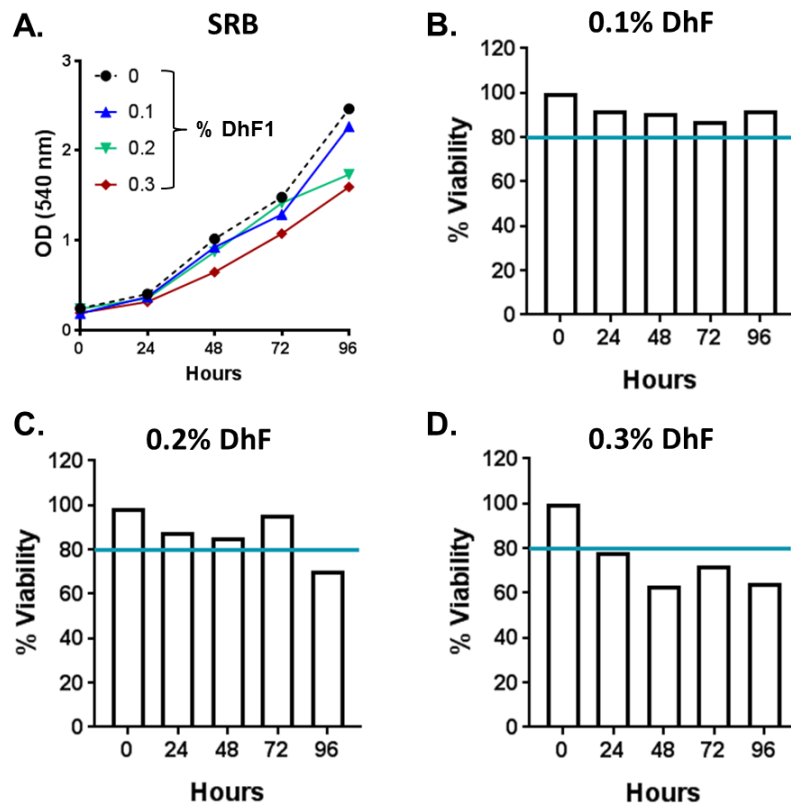 A.
SRB
3
2
1
0
OD (540 nm)
0
0.1
0.2
0.3
% DhF1
0 24 48 72 96
Hours
B.
0.1% DhF
120
100
80
60
40
20
0
% Viability
0 24 48 72 96
Hours
C.
0.2% DhF
120
100
80
60
40
20
0
% Viability
0 24 48 72 96
Hours
D.
0.3% DhF
120
100
80
60
40
20
0
% Viability
0 24 48 72 96
Hours